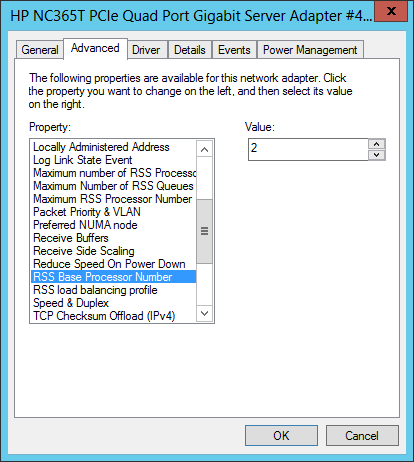 HP NC365T PCIe Quad Port Gigabit Server Adapter #4...
General
Advanced
Driver
Details
Events
Power Management
The following properties are available for this network adapter. Click
the property you want to change on the left, and then select its value
on the right.
Property:
Value:
Locally Administered Address
Log Link State Event
Maximum number of RSS Processo
Maximum Number of RSS Queues
Maximum RSS Processor Number
Packet Priority & VLAN
Preferred NUMA node
Receive Buffers
Receive Side Scaling
Reduce Speed On Power Down
RSS Base Processor Number
RSS load balancing profile
Speed & Duplex
TCP Checksum Offload (IPv4)
2
OK
Cancel